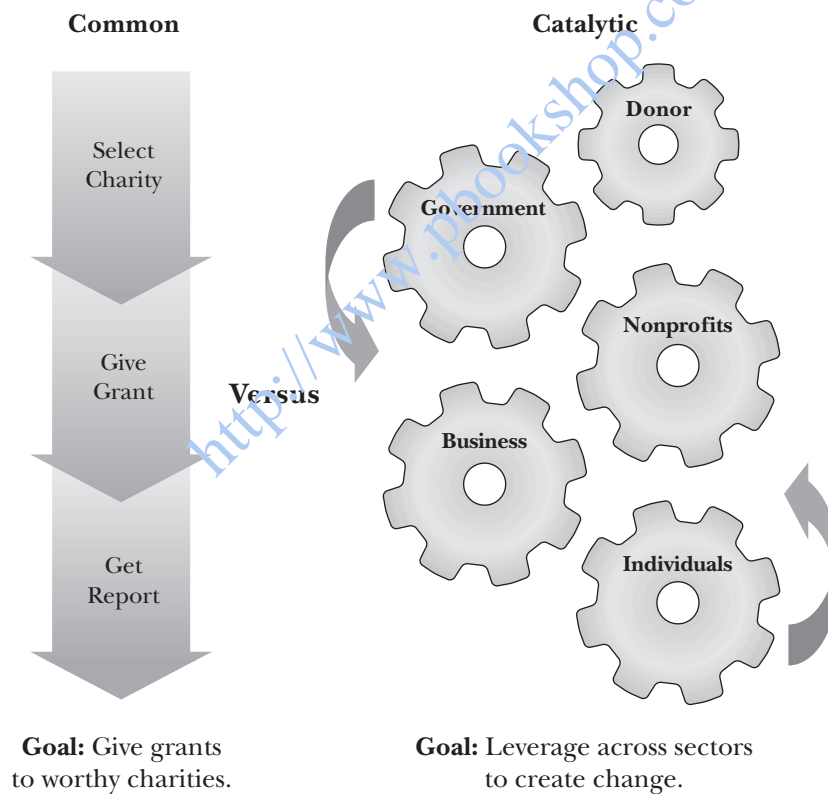 Common
Select
Charity
Give
Grant
Get
Report
Goal: Give grants
to worthy charities.
Versus
Catalytic
Donor
Government
Nonprofits
Business
Individuals
Goal: Leverage across sectors
to create change.
http://www.pbookshop.co